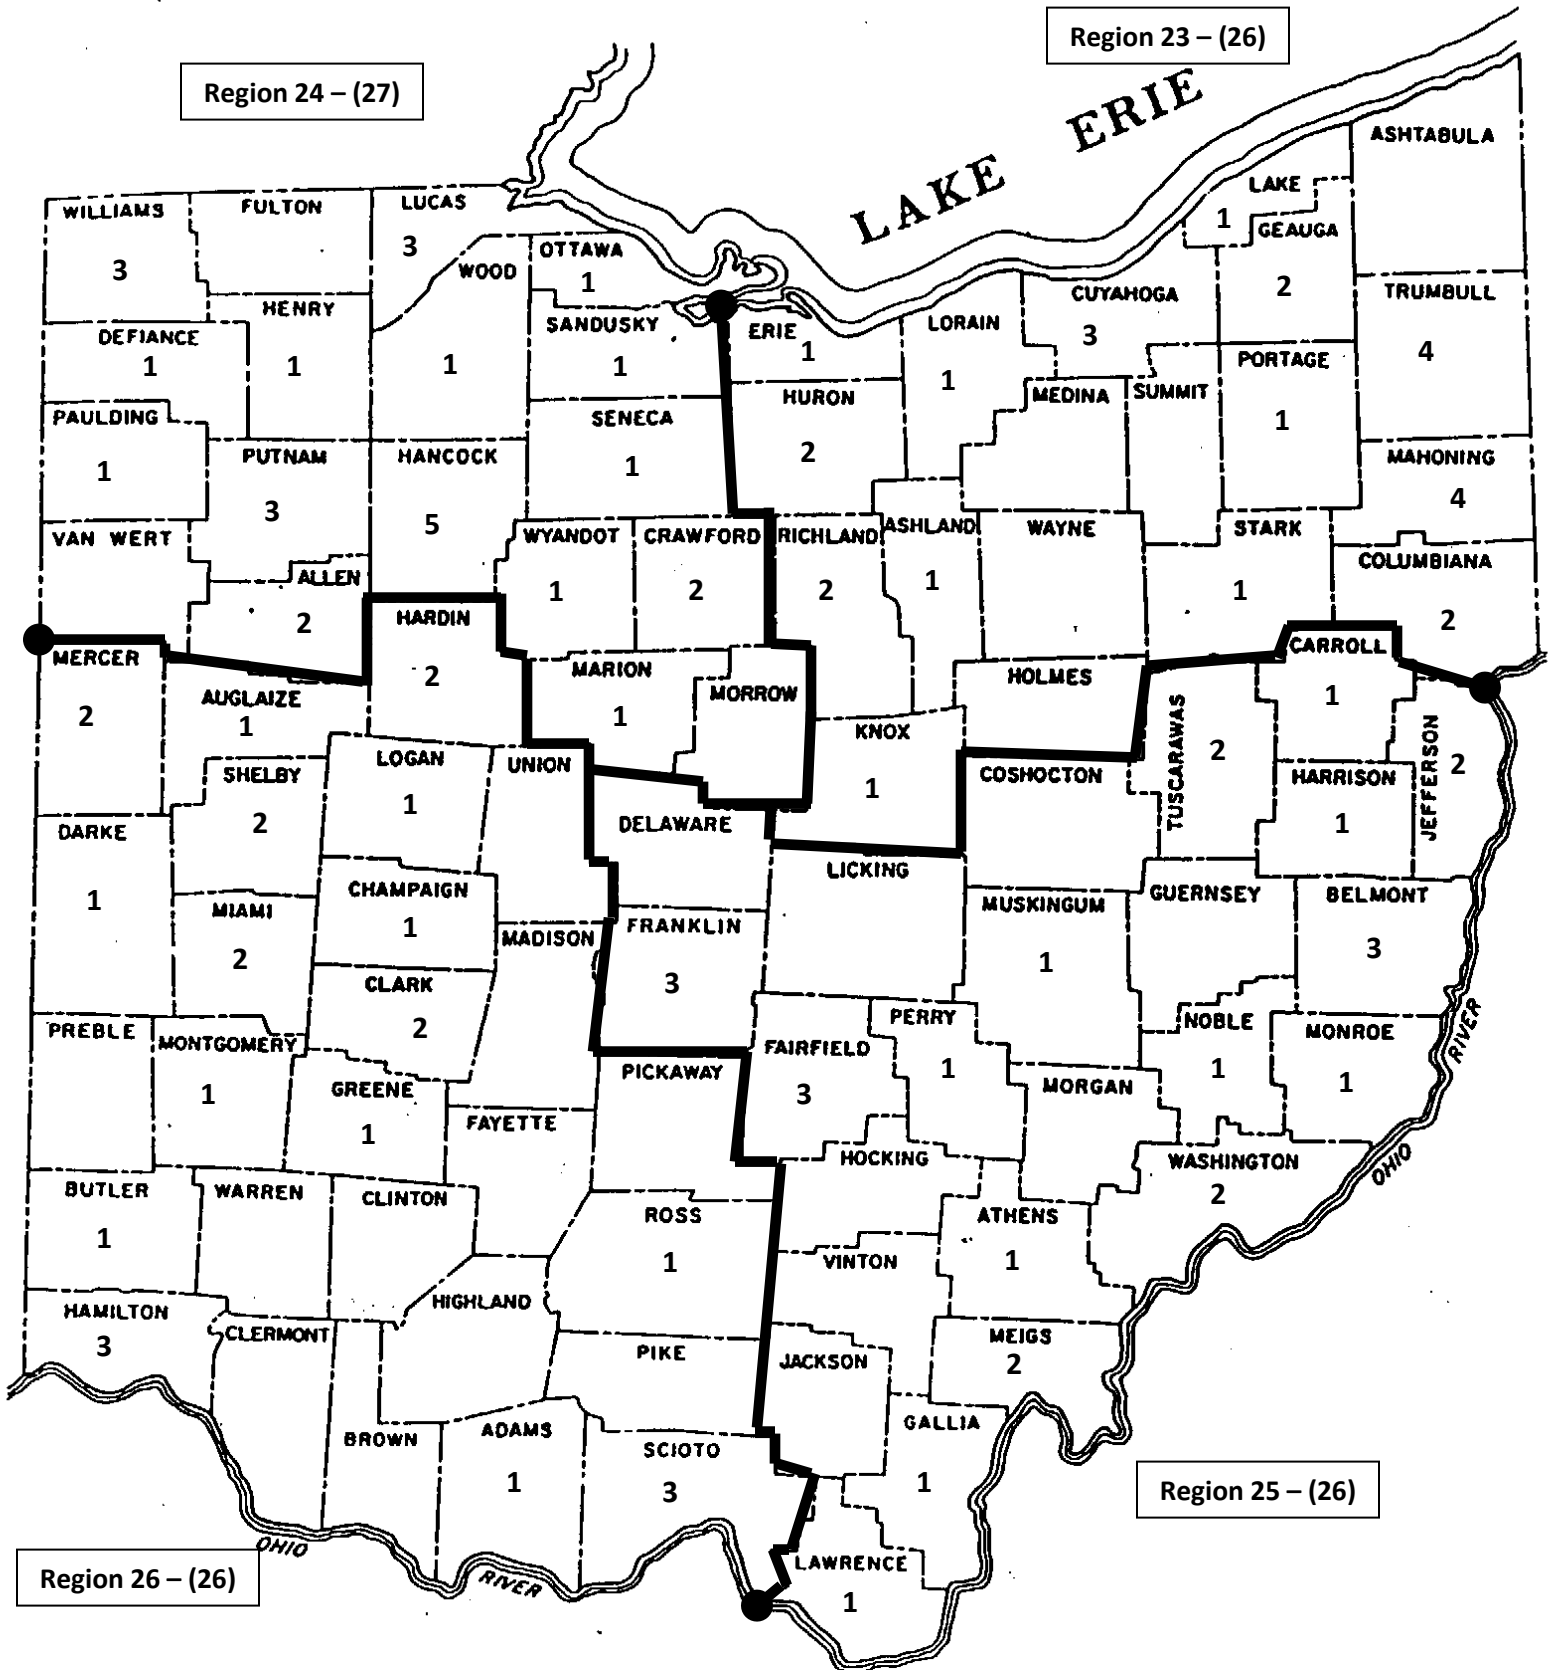 Region 23 – (26)
Region 24 – (27)
LAKE ERIE
ASHTABULA
LAKE
1
GEAUGA
2
WILLIAMS
3
FULTON
LUCAS
3
WOOD
1
OTTAWA
1
HENRY
1
SANDUSKY
1
ERIE
1
LORAIN
1
CUYAHOGA
3
TRUMBULL
4
DEFIANCE
1
PORTAGE
1
SUMMIT
MEDINA
HURON
2
SENECA
1
PAULDING
1
PUTNAM
3
HANCOCK
5
MAHONING
4
VAN WERT
WYANDOT
1
CRAWFORD
2
RICHLAND
2
ASHLAND
1
WAYNE
STARK
1
COLUMBIANA
2
ALLEN
2
HARDIN
2
CARROLL
1
MERCER
2
AUGLAIZE
1
MARION
1
MORROW
HOLMES
KNOX
1
TUSCARAWAS
2
JEFFERSON
2
SHELBY
2
LOGAN
1
UNION
COSHOCTON
HARRISON
1
DARKE
1
DELAWARE
LICKING
CHAMPAIGN
1
MIAMI
2
MADISON
FRANKLIN
3
MUSKINGUM
1
GUERNSEY
BELMONT
3
CLARK
2
PREBLE
MONTGOMERY
1
GREENE
1
PICKAWAY
FAIRFIELD
3
PERRY
1
NOBLE
1
MONROE
1
MORGAN
RIVER
OHIO
FAYETTE
HOCKING
WASHINGTON
2
BUTLER
1
WARREN
CLINTON
ROSS
1
ATHENS
1
VINTON
HAMILTON
3
HIGHLAND
CLERMONT
MEIGS
2
PIKE
JACKSON
BROWN
ADAMS
1
SCIOTO
3
GALLIA
1
Region 25 – (26)
OHIO
RIVER
LAWRENCE
1
Region 26 – (26)